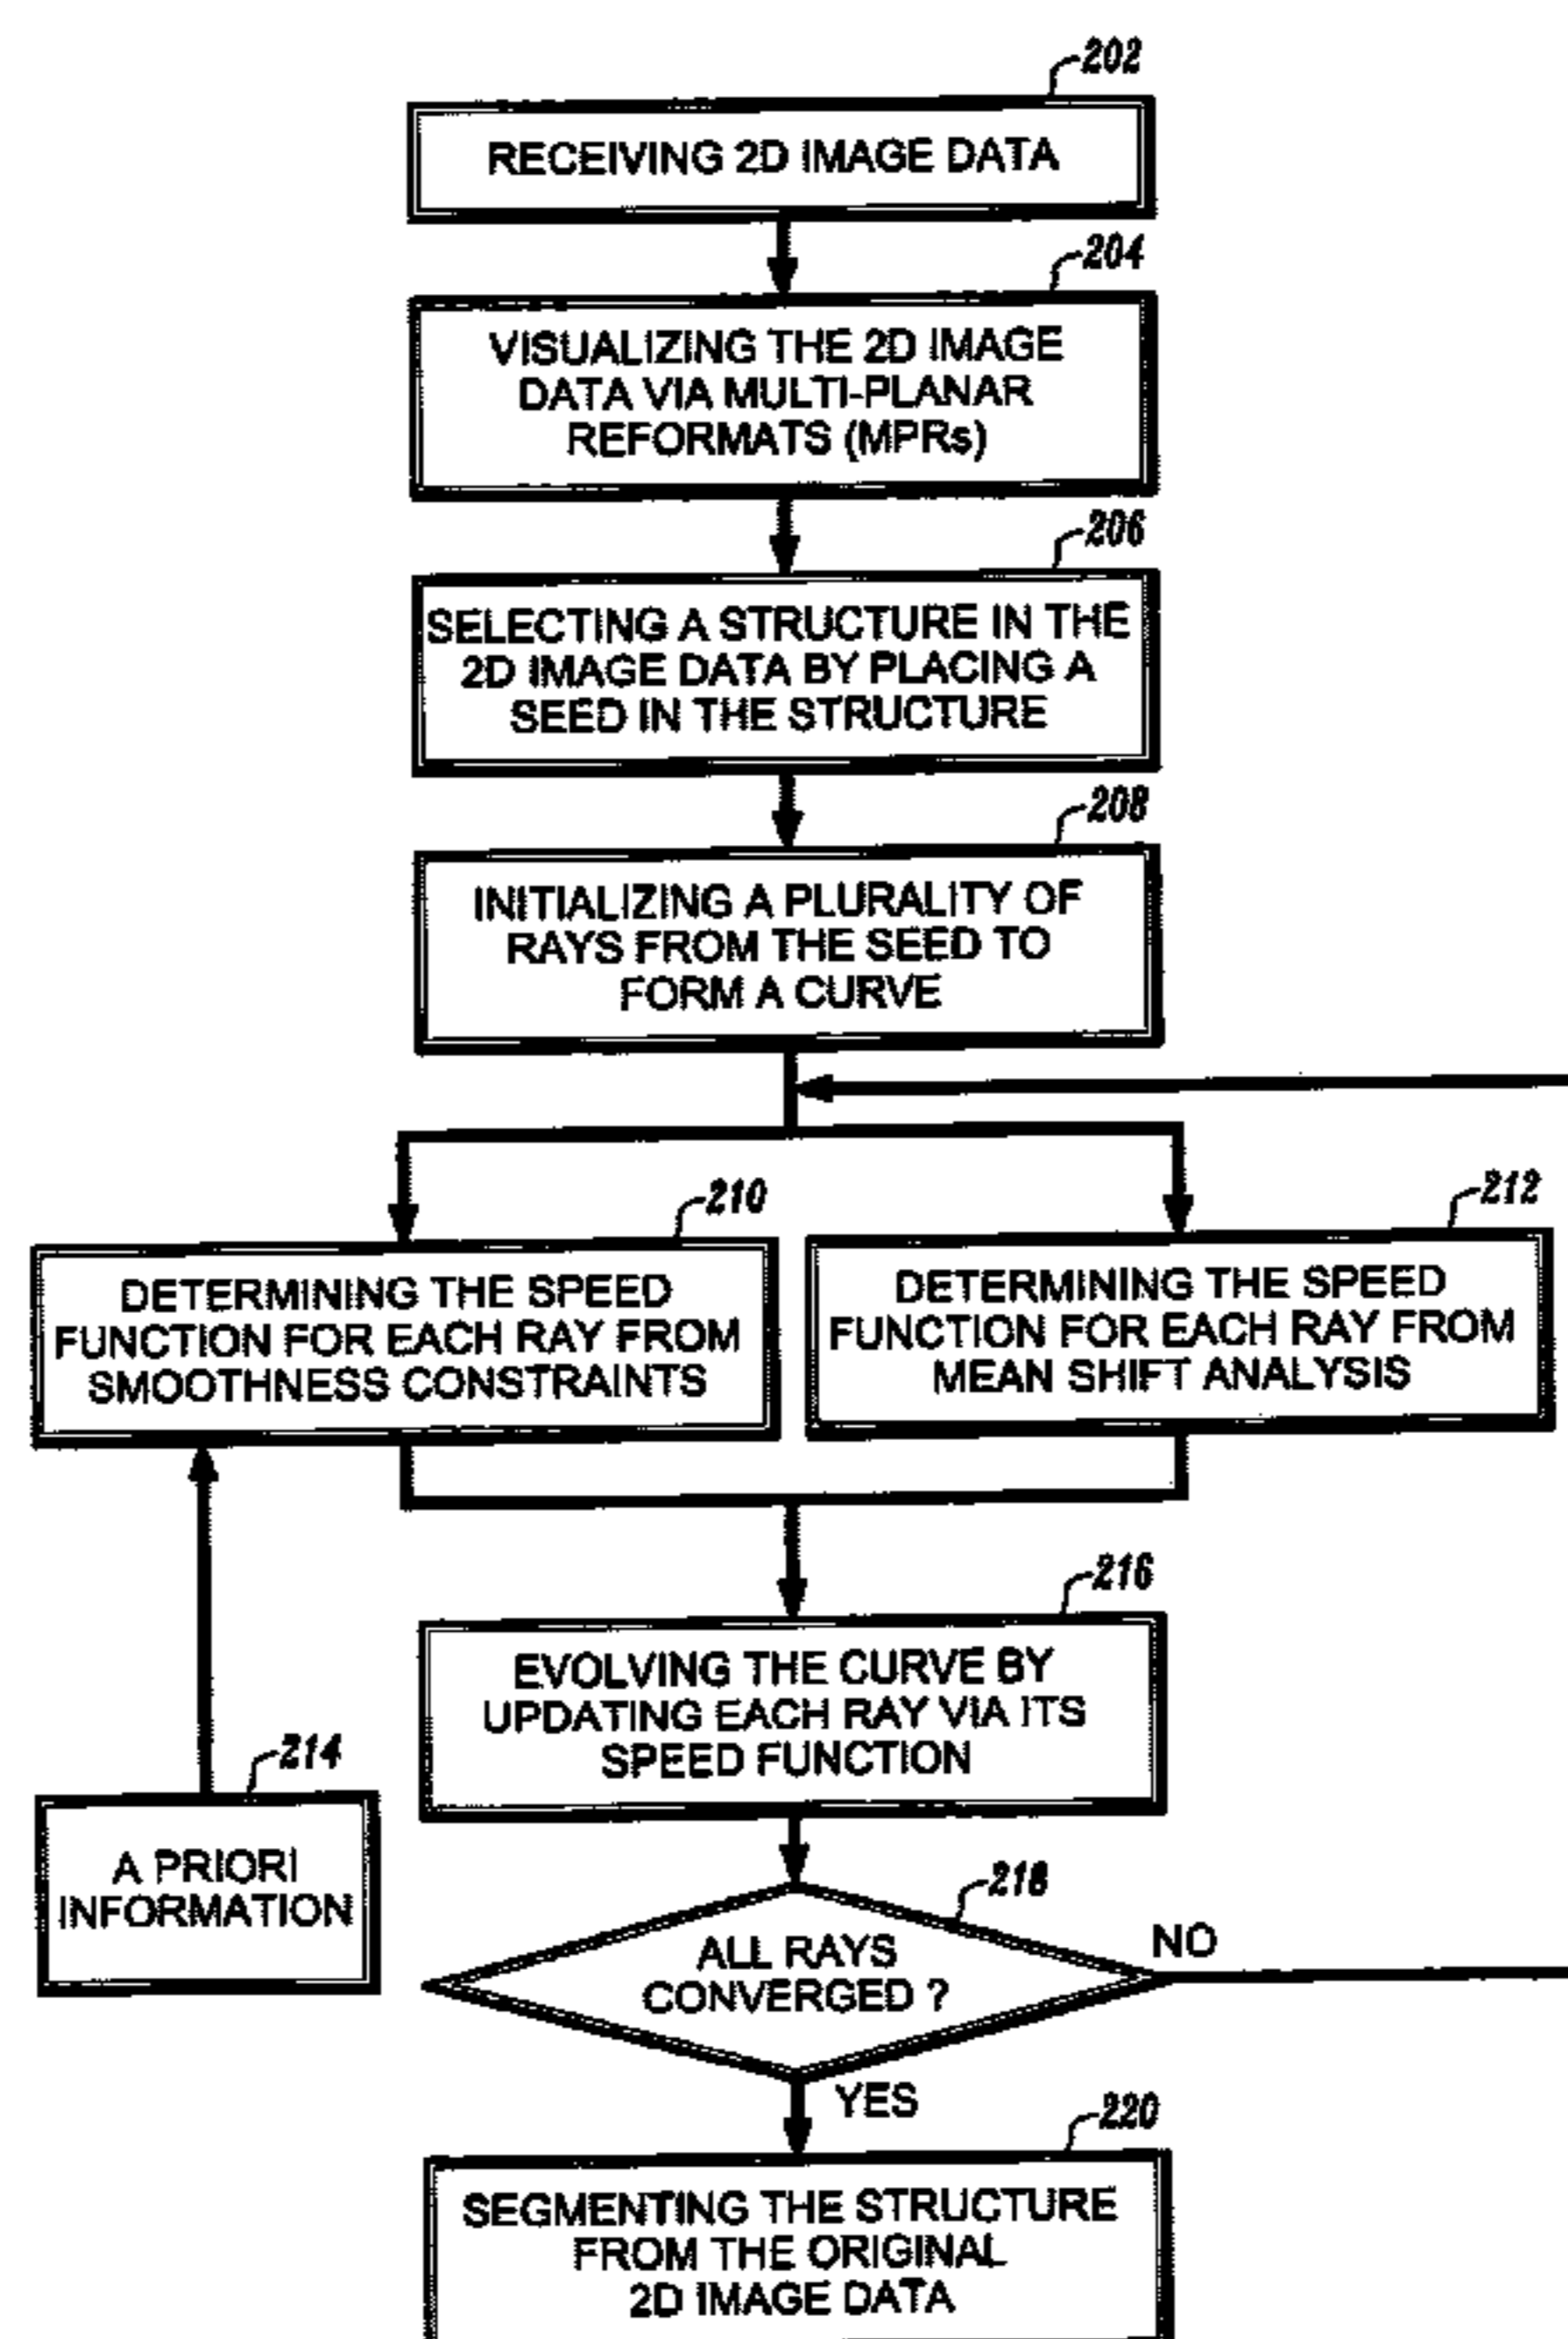 202
RECEIVING 2D IMAGE DATA
204
VISUALIZING THE 2D IMAGE
DATA VIA MULTI-PLANAR
REFORMATS (MPRs)
206
SELECTING A STRUCTURE IN THE
2D IMAGE DATA BY PLACING A
SEED IN THE STRUCTURE
208
INITIALIZING A PLURALITY OF
RAYS FROM THE SEED TO
FORM A CURVE
210
DETERMINING THE SPEED
FUNCTION FOR EACH RAY FROM
SMOOTHNESS CONSTRAINTS
212
DETERMINING THE SPEED
FUNCTION FOR EACH RAY FROM
MEAN SHIFT ANALYSIS
216
EVOLVING THE CURVE BY
UPDATING EACH RAY VIA ITS
SPEED FUNCTION
214
A PRIORI
INFORMATION
218
ALL RAYS
CONVERGED ?
NO
YES
220
SEGMENTING THE STRUCTURE
FROM THE ORIGINAL
2D IMAGE DATA